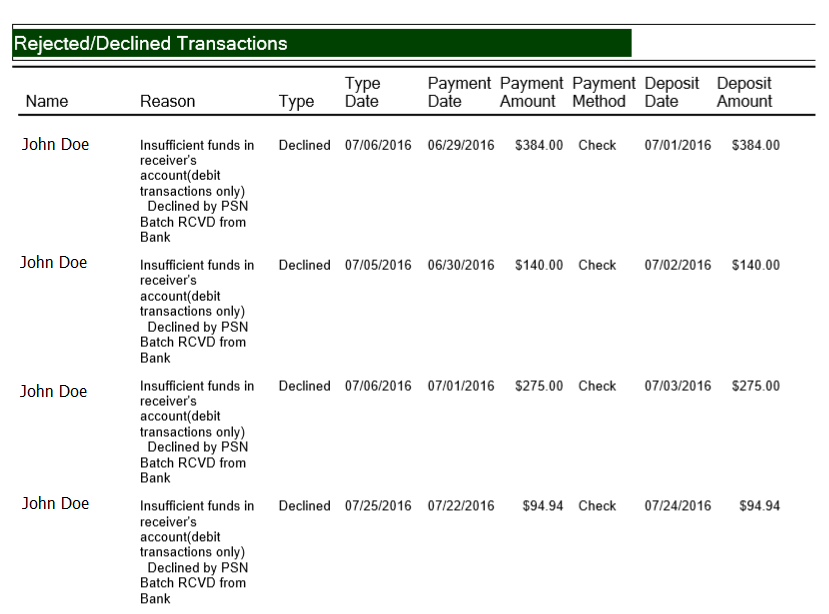 Rejected/Declined Transactions
Type Payment Payment Payment Deposit Deposit
Name Reason Type Date Date Amount Method Date Amount
John Doe Insufficient funds in Declined 07/06/2016 06/29/2016 $384.00 Check 07/01/2016 $384.00
receiver's
account(debit
transactions only)
Declined by PSN
Batch RCVD from
Bank
John Doe Insufficient funds in Declined 07/05/2016 06/30/2016 $140.00 Check 07/02/2016 $140.00
receiver's
account(debit
transactions only)
Declined by PSN
Batch RCVD from
Bank
John Doe Insufficient funds in Declined 07/06/2016 07/01/2016 $275.00 Check 07/03/2016 $275.00
receiver's
account(debit
transactions only)
Declined by PSN
Batch RCVD from
Bank
John Doe Insufficient funds in Declined 07/25/2016 07/22/2016 $94.94 Check 07/24/2016 $94.94
receiver's
account(debit
transactions only)
Declined by PSN
Batch RCVD from
Bank